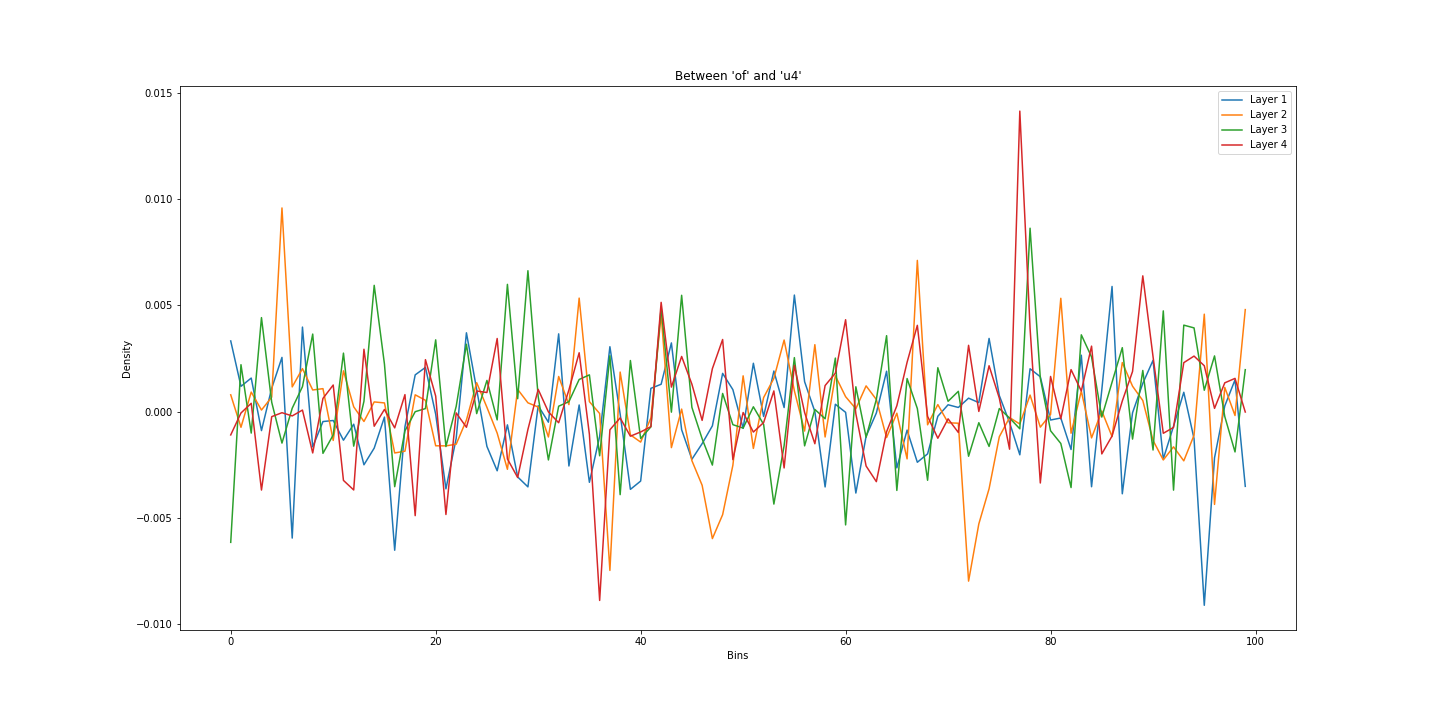 Between 'of' and 'u4'
Layer 1
Layer 2
Layer 3
Layer 4
0.015
0.010
0.005
0.000
−0.005
−0.010
Density
0 20 40 60 80 100
Bins